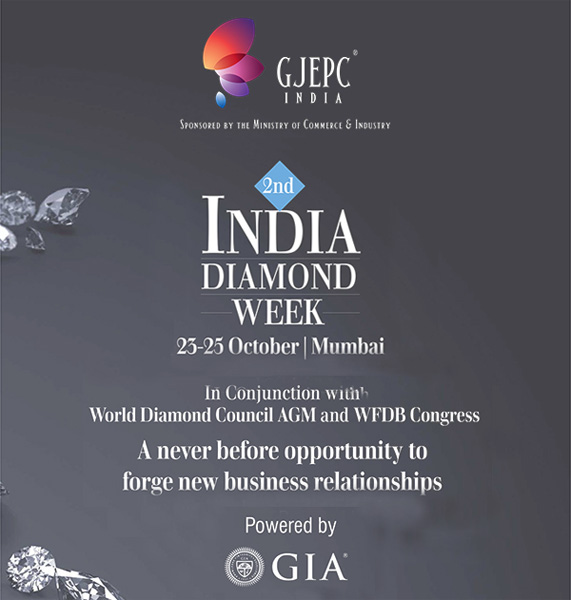 GJEPC®
INDIA
SPONSORED BY THE MINISTRY OF COMMERCE & INDUSTRY
2nd
INDIA
DIAMOND
WEEK
23-25 October | Mumbai
In Conjunction with
World Diamond Council AGM and WFDB Congress
A never before opportunity to
forge new business relationships
Powered by
GIA®